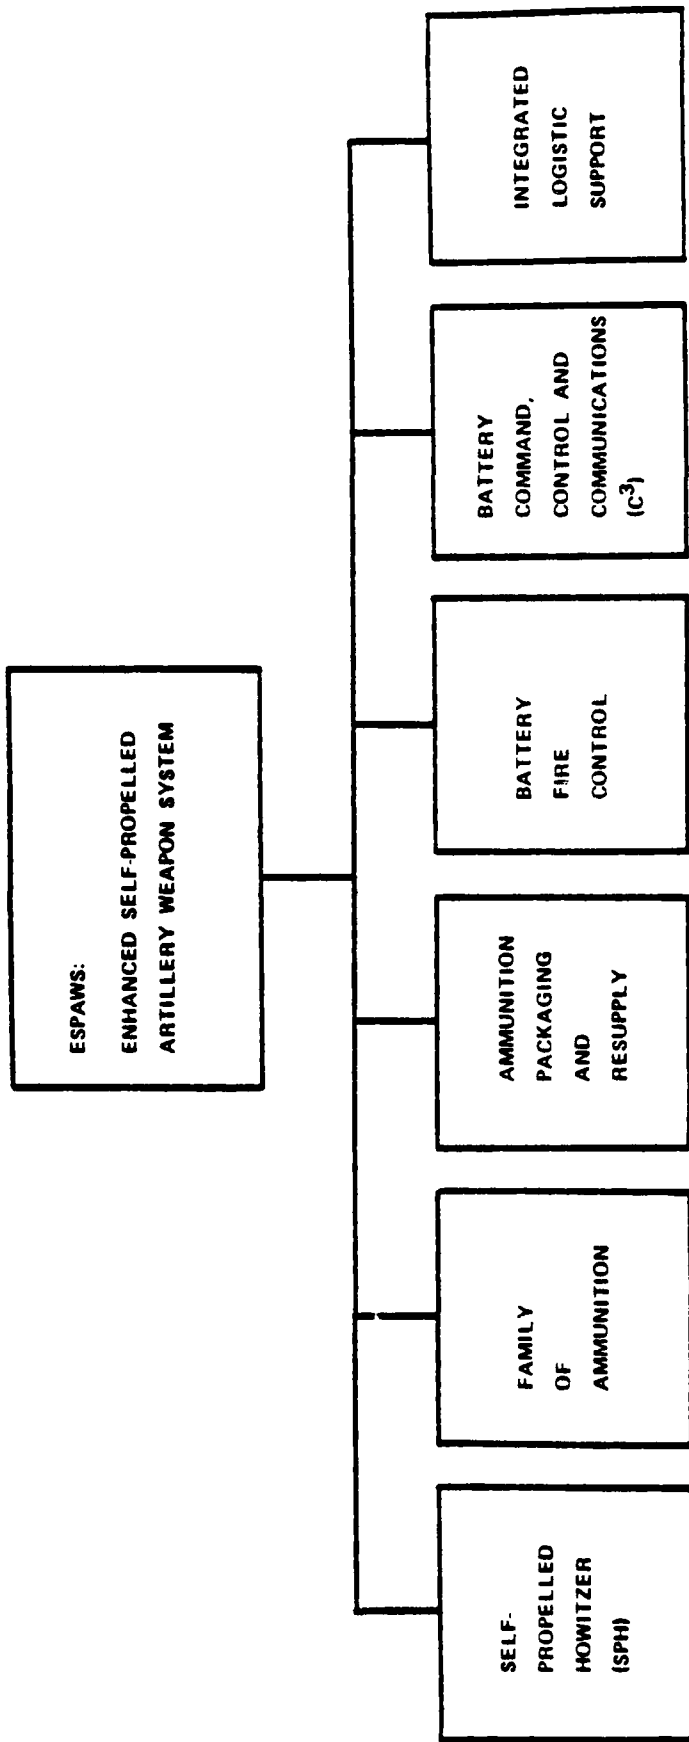 ESPAWS:
ENHANCED SELF-PROPELLED
ARTILLERY WEAPON SYSTEM
SELF-
PROPELLED
HOWITZER
(SPH)
FAMILY
OF
AMMUNITION
AMMUNITION
PACKAGING
AND
RESUPPLY
BATTERY
FIRE
CONTROL
BATTERY
COMMAND,
CONTROL AND
COMMUNICATIONS
(C³)
INTEGRATED
LOGISTIC
SUPPORT